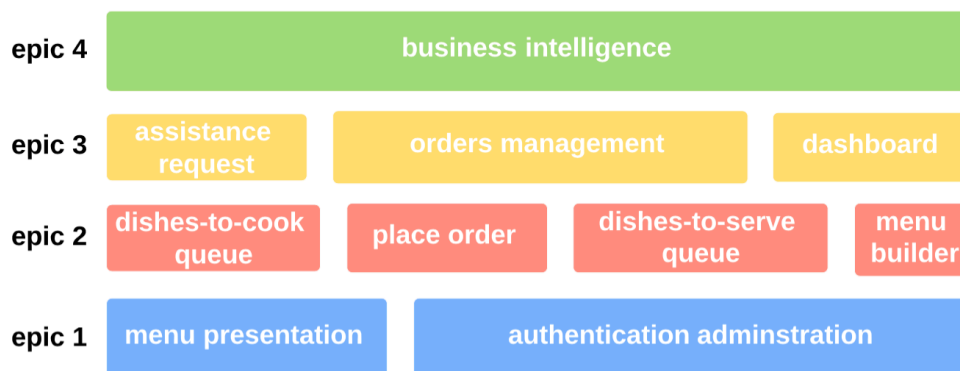 epic 4
business intelligence
epic 3
assistance
request
orders management
dashboard
epic 2
dishes-to-cook
queue
place order
dishes-to-serve
queue
menu
builder
epic 1
menu presentation
authentication adminstration